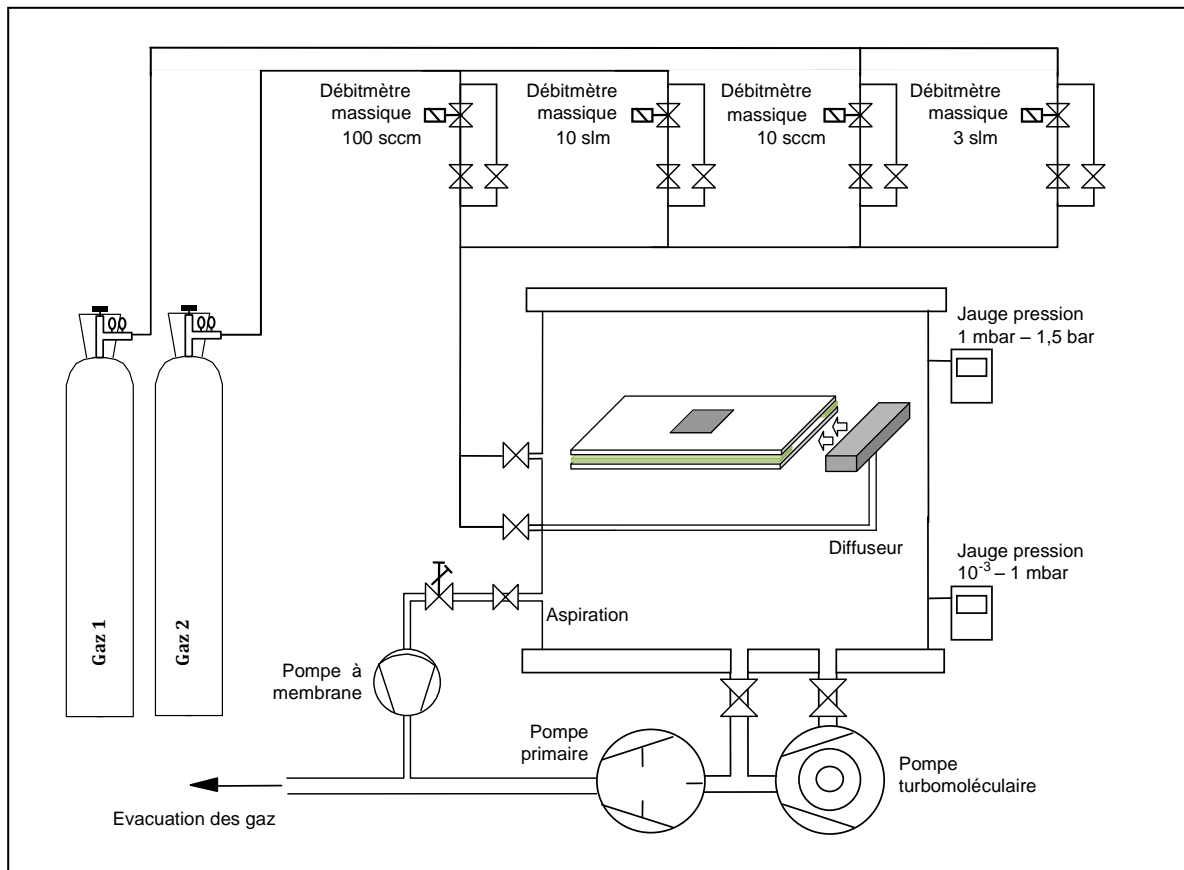 Débitmètre
massique
100 sccm
Débitmètre
massique
10 slm
Débitmètre
massique
10 sccm
Débitmètre
massique
3 slm
Jauge pression
1 mbar – 1,5 bar
Diffuseur
Jauge pression
10⁻³ – 1 mbar
Aspiration
Gaz 1
Gaz 2
Pompe à
membrane
Pompe
primaire
Pompe
turbomoléculaire
Evacuation des gaz